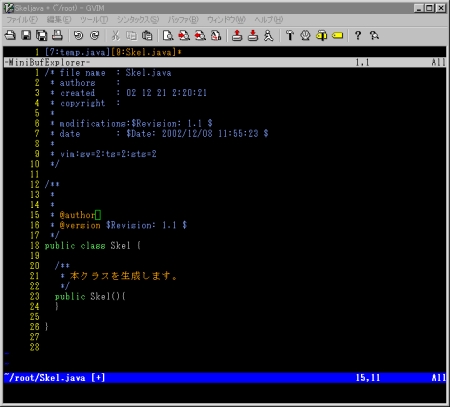 Skel.java + (~/root) - GVIM
ファイル(F) 編集(E) ツール(T) シンタックス(S) バッファ(B) ウィンドウ(W) ヘルプ(H)
1 [7:temp.java][9:Skel.java]*
-MiniBufExplorer- 1,1 All
1 /* file name : Skel.java
2 * authors :
3 * created : 02 12 21 2:20:21
4 * copyright :
5 *
6 * modifications:$Revision: 1.1 $
7 * date : $Date: 2002/12/08 11:55:23 $
8 *
9 * vim:sw=2:ts=2:sts=2
10 */
11
12 /**
13 *
14 *
15 * @author
16 * @version $Revision: 1.1 $
17 */
18 public class Skel {
19
20 /**
21 * 本クラスを生成します。
22 */
23 public Skel(){
24 }
25
26 }
27
28
~
~
~/root/Skel.java [+] 15,11 All